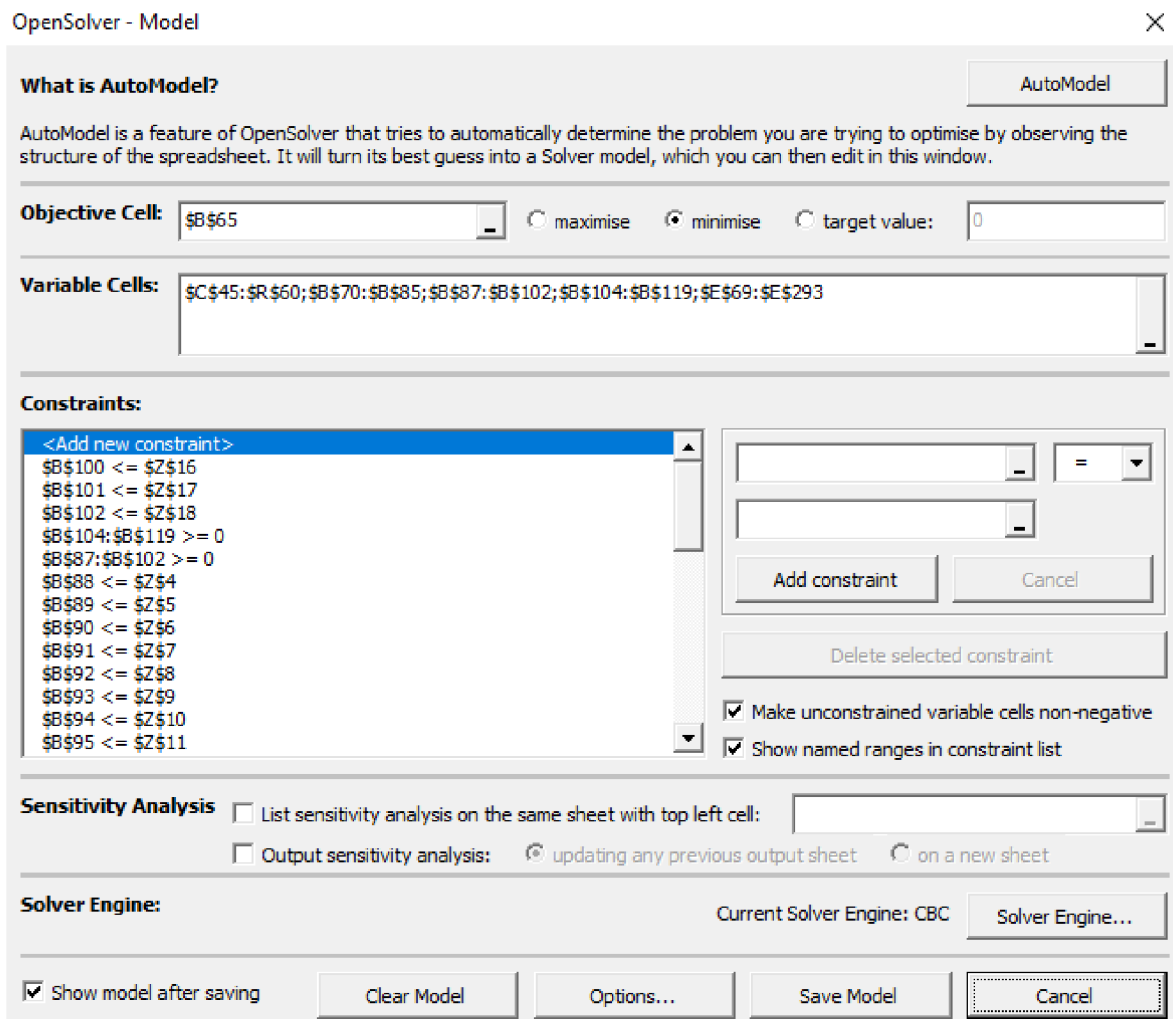 OpenSolver - Model
What is AutoModel?
AutoModel
AutoModel is a feature of OpenSolver that tries to automatically determine the problem you are trying to optimise by observing the
structure of the spreadsheet. It will turn its best guess into a Solver model, which you can then edit in this window.
Objective Cell:
$B$65
maximise
minimise
target value:
0
Variable Cells:
$C$45:$R$60;$B$70:$B$85;$B$87:$B$102;$B$104:$B$119;$E$69:$E$293
Constraints:
<Add new constraint>
$B$100 <= $Z$16
$B$101 <= $Z$17
$B$102 <= $Z$18
$B$104:$B$119 >= 0
$B$87:$B$102 >= 0
$B$88 <= $Z$4
$B$89 <= $Z$5
$B$90 <= $Z$6
$B$91 <= $Z$7
$B$92 <= $Z$8
$B$93 <= $Z$9
$B$94 <= $Z$10
$B$95 <= $Z$11
=
Add constraint
Cancel
Delete selected constraint
Make unconstrained variable cells non-negative
Show named ranges in constraint list
Sensitivity Analysis
List sensitivity analysis on the same sheet with top left cell:
Output sensitivity analysis:
updating any previous output sheet
on a new sheet
Solver Engine:
Current Solver Engine: CBC
Solver Engine...
Show model after saving
Clear Model
Options...
Save Model
Cancel